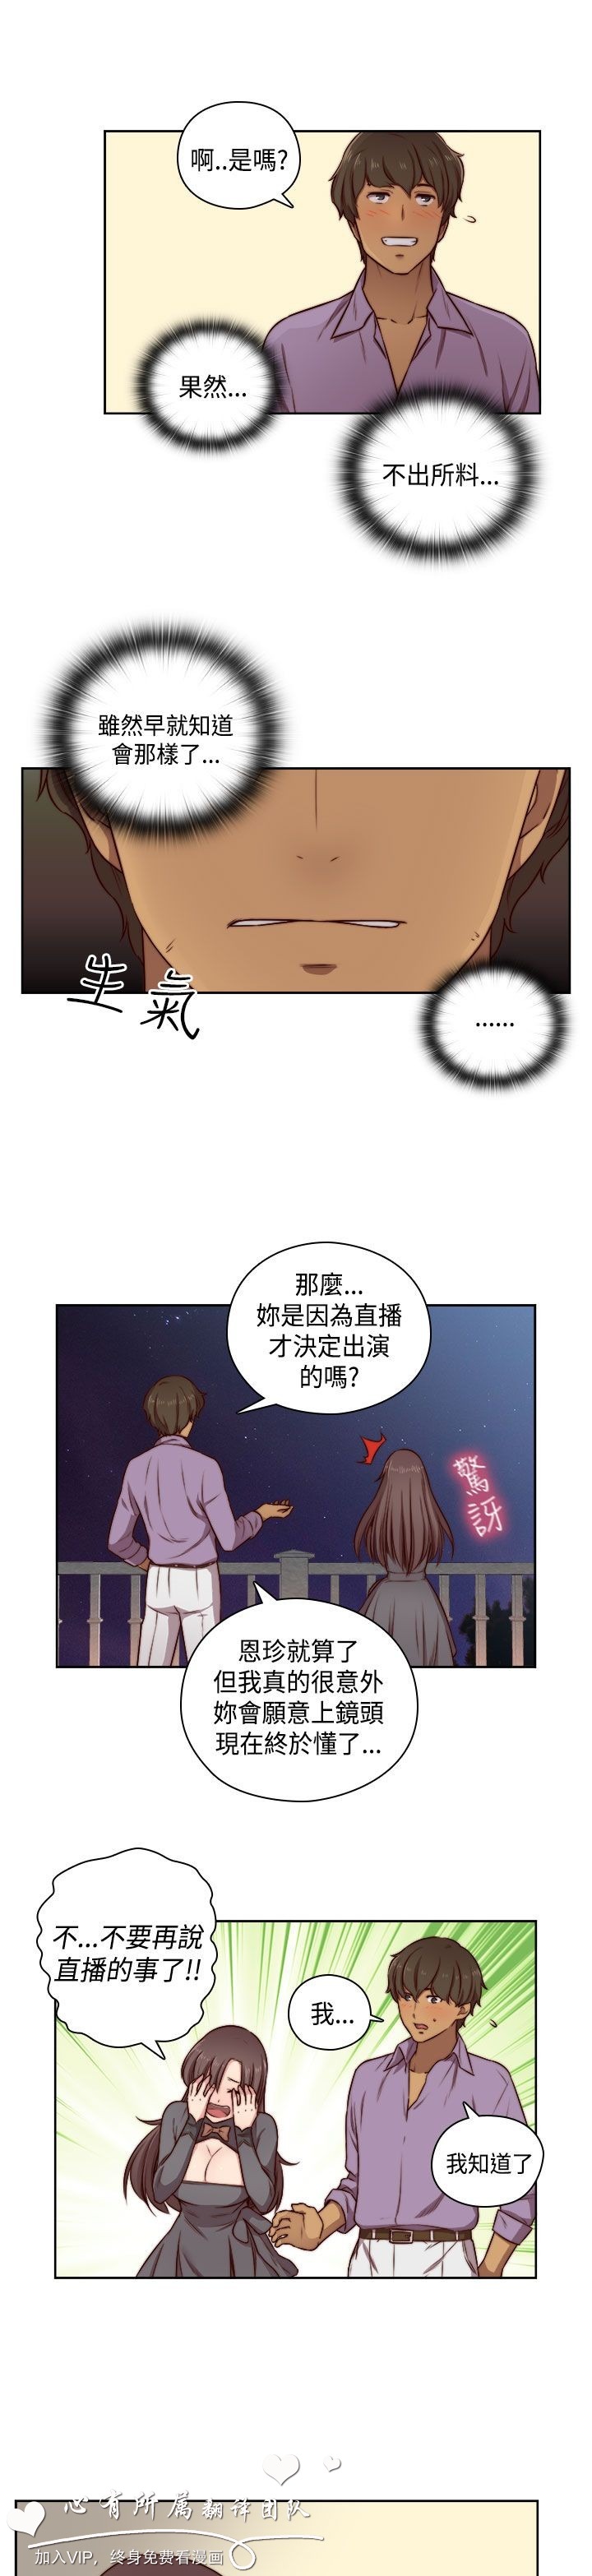 啊..是嗎?
果然...
不出所料...
雖然早就知道
會那樣了...
生氣
......
那麼...
妳是因為直播
才決定出演
的嗎?
驚訝
恩珍就算了
但我真的很意外
妳會願意上鏡頭
現在終於懂了...
不...不要再說
直播的事了!!
我...
我知道了
心有所属翻译团队
加入VIP，终身免费看漫画